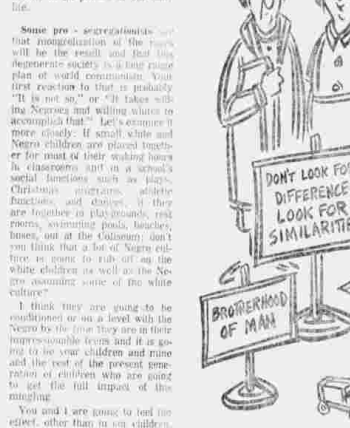 life.
Some pro - segregationists say
that mongrelization of the races
will be the result and that this
degenerate society is a long range
plan of world communism. Your
first reaction to that is probably
"It is not so," or "It takes will-
ing Negroes and willing whites to
accomplish that." Let's examine it
more closely: If small white and
Negro children are placed togeth-
er for most of their waking hours
in classrooms and in a school's
social functions such as plays,
Christmas programs, athletic
functions, and dances, if they
are together in playgrounds, rest
rooms, swimming pools, beaches,
buses, out at the Coliseum; don't
you think that a lot of Negro cul-
ture is going to rub off on the
white children as well as the Ne-
gro assuming some of the white
culture?
I think they are going to be
conditioned or on a level with the
Negro by the time they are in their
impressionable teens and it is go-
ing to be your children and mine
and the rest of the present gene-
ration of children who are going
to get the full impact of this
mingling.
You and I are going to feel the
effect, other than in our children,
DON'T LOOK FOR
DIFFERENCE
LOOK FOR
SIMILARITIE
BROTHERHOOD
OF MAN